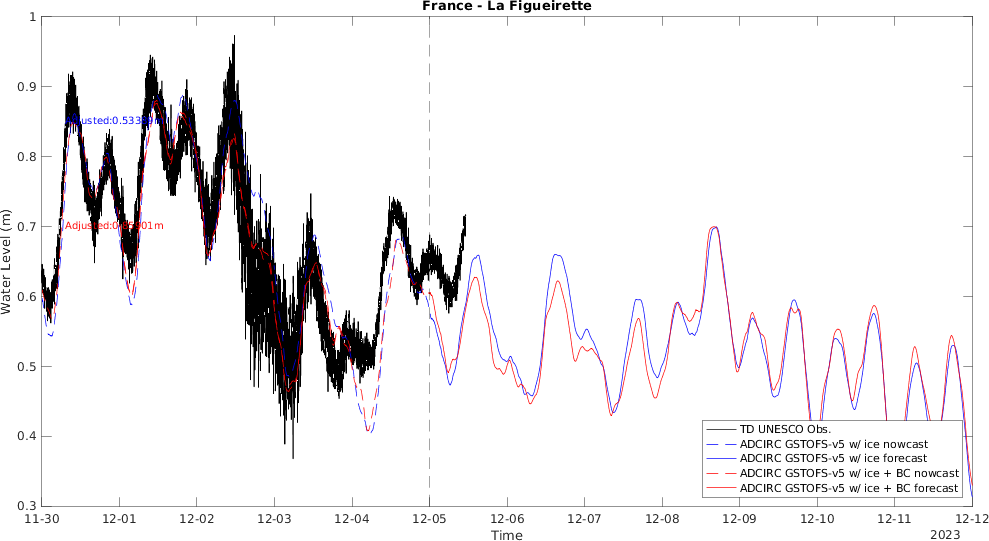 France - La Figueirette
Water Level (m)
1
0.9
0.8
0.7
0.6
0.5
0.4
0.3
11-30
12-01
12-02
12-03
12-04
12-05
12-06
12-07
12-08
12-09
12-10
12-11
12-12
2023
Time
TD UNESCO Obs.
ADCIRC GSTOFS-v5 w/ ice nowcast
ADCIRC GSTOFS-v5 w/ ice forecast
ADCIRC GSTOFS-v5 w/ ice + BC nowcast
ADCIRC GSTOFS-v5 w/ ice + BC forecast